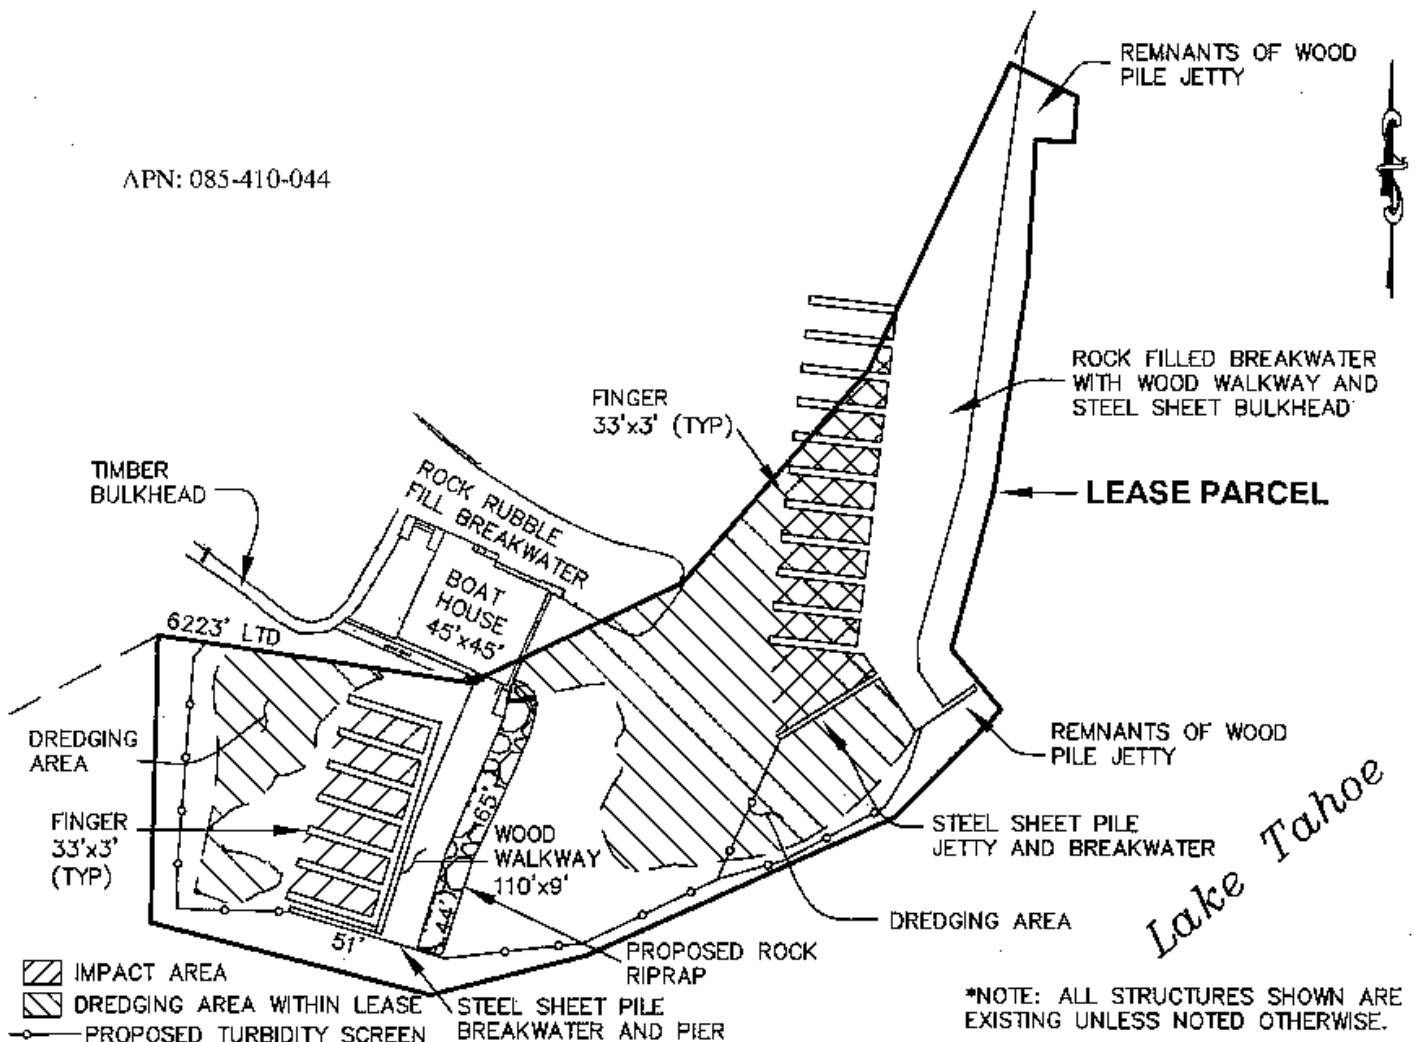 REMNANTS OF WOOD
PILE JETTY
APN: 085-410-044
ROCK FILLED BREAKWATER
WITH WOOD WALKWAY AND
STEEL SHEET BULKHEAD
FINGER
33'x3' (TYP)
LEASE PARCEL
TIMBER
BULKHEAD
ROCK RUBBLE
FILL BREAKWATER
BOAT
HOUSE
45'x45'
6223' LTD
DREDGING
AREA
REMNANTS OF WOOD
PILE JETTY
Lake Tahoe
FINGER
33'x3'
(TYP)
65'
WOOD
WALKWAY
110'x9'
STEEL SHEET PILE
JETTY AND BREAKWATER
44'
51'
DREDGING AREA
PROPOSED ROCK
RIPRAP
IMPACT AREA
DREDGING AREA WITHIN LEASE
PROPOSED TURBIDITY SCREEN
STEEL SHEET PILE
BREAKWATER AND PIER
*NOTE: ALL STRUCTURES SHOWN ARE
EXISTING UNLESS NOTED OTHERWISE.